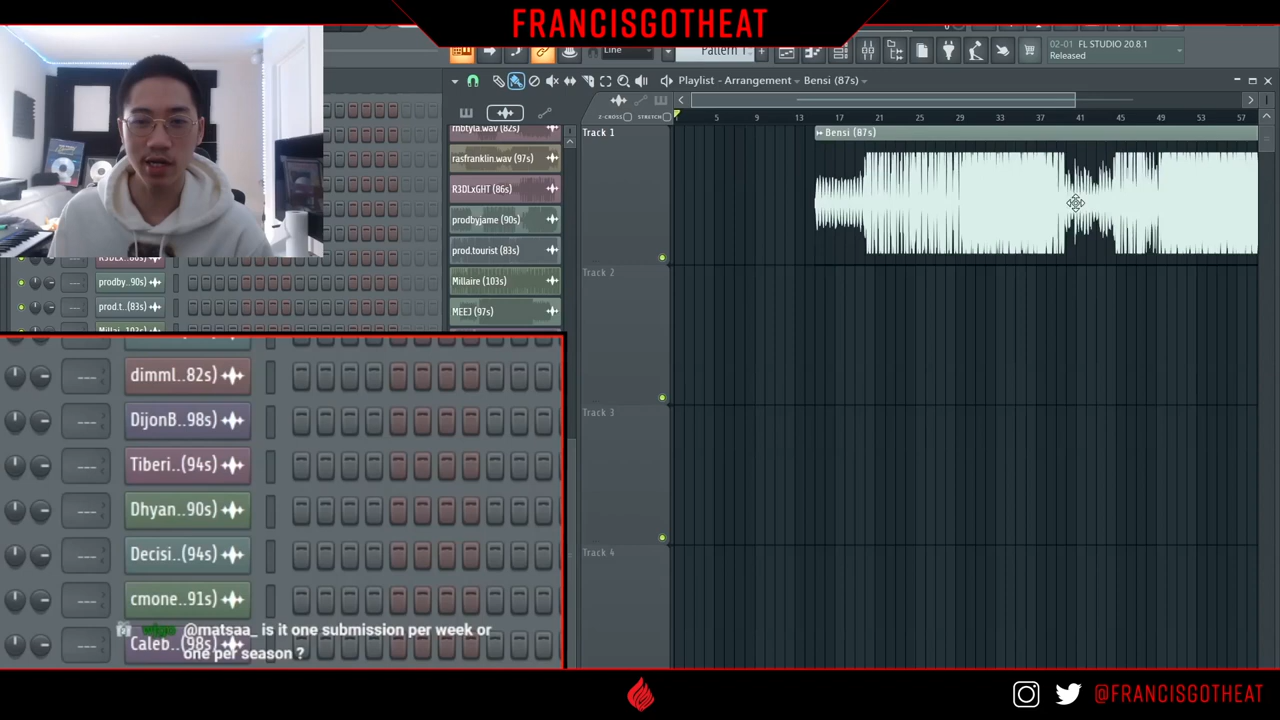 FRANCISGOTHEAT
Line
Pattern 1
02-01 FL STUDIO 20.8.1
Released
Playlist - Arrangement Bensi (87s)
Z-CROSS STRETCH
5 9 13 17 21 25 29 33 37 41 45 49 53 57
Track 1
Bensi (87s)
Track 2
Track 3
Track 4
rasfranklin.wav (97s)
R3DLxGHT (86s)
prodbyjame (90s)
prod.tourist (83s)
Millaire (103s)
MEEJ (97s)
prodby..90s)
prod.t..(83s)
dimml..82s)
DijonB..98s)
Tiberi..(94s)
Dhyan..90s)
Decisi..(94s)
cmone..91s)
Caleb..(98s)
@matsaa_ is it one submission per week or
one per season ?
@FRANCISGOTHEAT